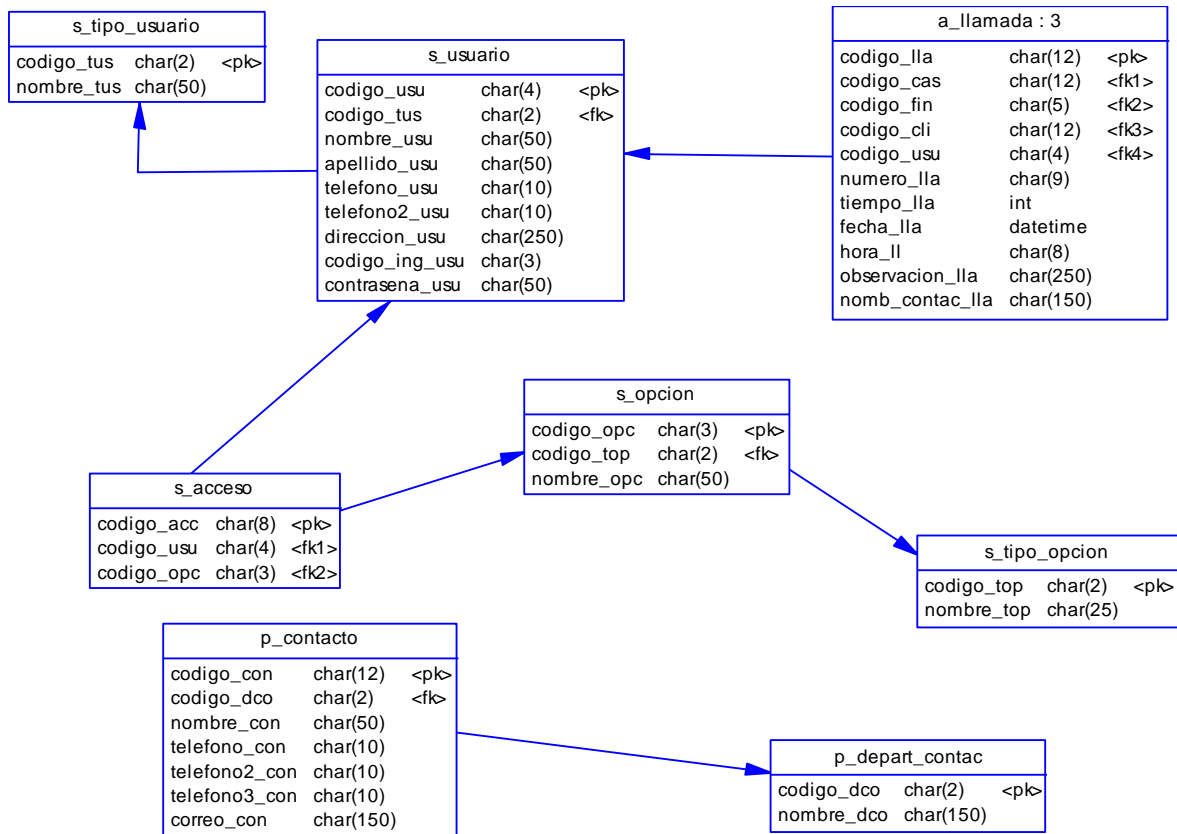 s_tipo_usuario
codigo_tus char(2) <pk>
nombre_tus char(50)
s_usuario
codigo_usu char(4) <pk>
codigo_tus char(2) <fk>
nombre_usu char(50)
apellido_usu char(50)
telefono_usu char(10)
telefono2_usu char(10)
direccion_usu char(250)
codigo_ing_usu char(3)
contrasena_usu char(50)
a_llamada : 3
codigo_lla char(12) <pk>
codigo_cas char(12) <fk1>
codigo_fin char(5) <fk2>
codigo_cli char(12) <fk3>
codigo_usu char(4) <fk4>
numero_lla char(9)
tiempo_lla int
fecha_lla datetime
hora_ll char(8)
observacion_lla char(250)
nomb_contac_lla char(150)
s_opcion
codigo_opc char(3) <pk>
codigo_top char(2) <fk>
nombre_opc char(50)
s_acceso
codigo_acc char(8) <pk>
codigo_usu char(4) <fk1>
codigo_opc char(3) <fk2>
s_tipo_opcion
codigo_top char(2) <pk>
nombre_top char(25)
p_contacto
codigo_con char(12) <pk>
codigo_dco char(2) <fk>
nombre_con char(50)
telefono_con char(10)
telefono2_con char(10)
telefono3_con char(10)
correo_con char(150)
p_depart_contac
codigo_dco char(2) <pk>
nombre_dco char(150)